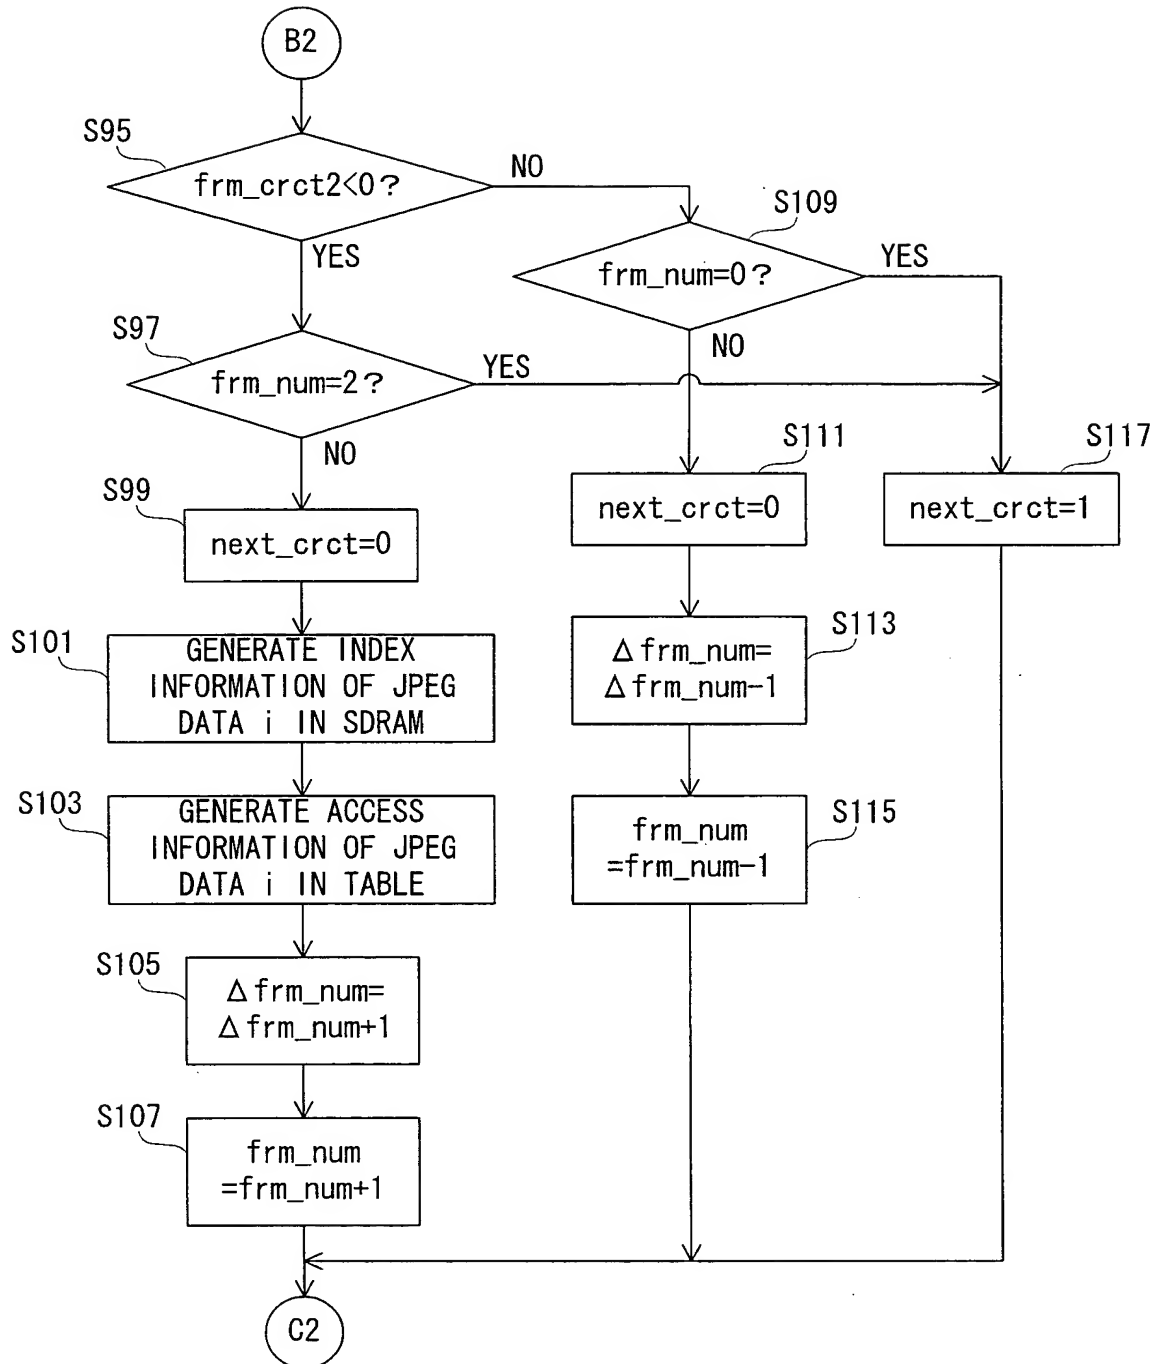 B2
S95
frm_crct2<0?
NO
YES
S109
frm_num=0?
YES
NO
S97
frm_num=2?
YES
NO
S99
next_crct=0
S111
next_crct=0
S117
next_crct=1
S101
GENERATE INDEX
INFORMATION OF JPEG
DATA i IN SDRAM
S113
Δfrm_num=
Δfrm_num-1
S103
GENERATE ACCESS
INFORMATION OF JPEG
DATA i IN TABLE
S115
frm_num
=frm_num-1
S105
Δfrm_num=
Δfrm_num+1
S107
frm_num
=frm_num+1
C2